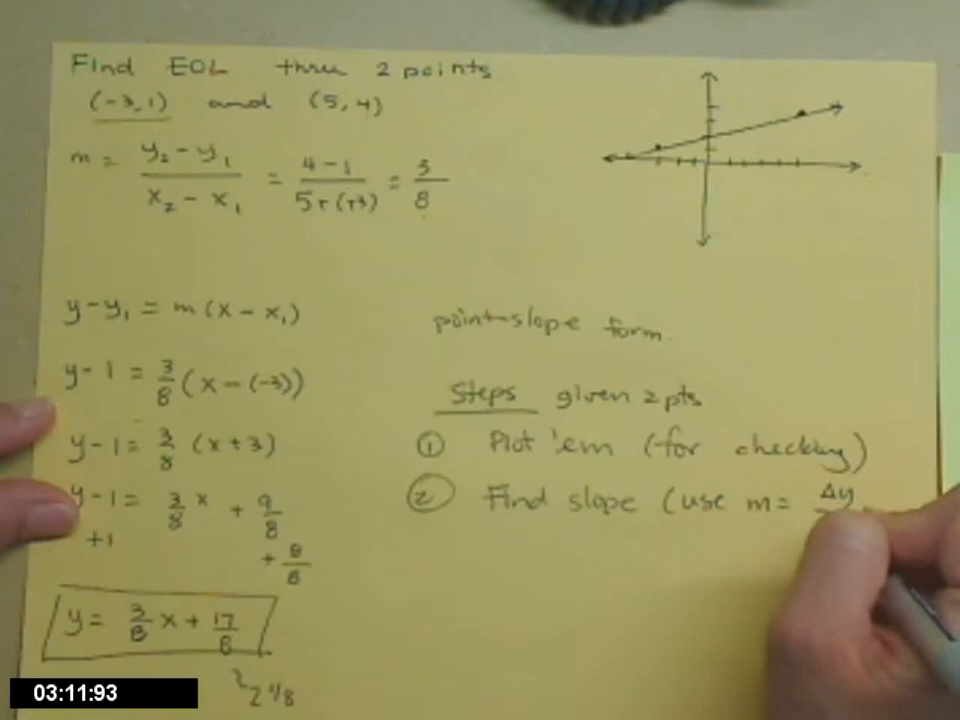 Find EOL thru 2 points
(-3,1) and (5,4)
m = y₂ - y₁ / x₂ - x₁ = 4-1 / 5+(+3) = 3/8
y-y₁ = m(x-x₁)
point-slope form
y-1 = 3/8 (x-(-3))
Steps given 2 pts
y-1 = 3/8 (x+3)
① Plot 'em (for checking)
y-1 = 3/8 x + 9/8
② Find slope (use m = Δy
+1 + 8/8
y = 3/8 x + 17/8
2 1/8
03:11:93